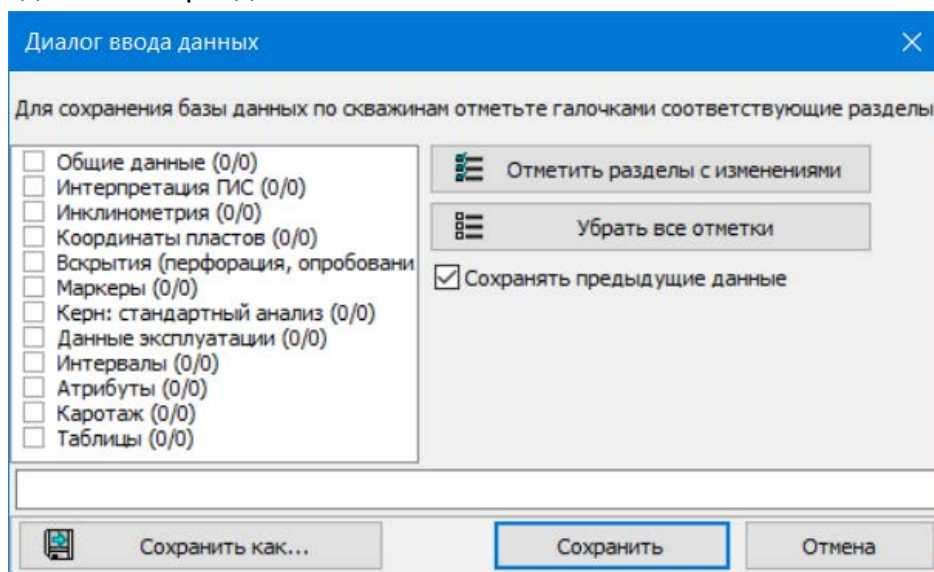 Диалог ввода данных
Для сохранения базы данных по скважинам отметьте галочками соответствующие разделы
Общие данные (0/0)
Интерпретация ГИС (0/0)
Инклинометрия (0/0)
Координаты пластов (0/0)
Вскрытия (перфорация, опробовани
Маркеры (0/0)
Керн: стандартный анализ (0/0)
Данные эксплуатации (0/0)
Интервалы (0/0)
Атрибуты (0/0)
Каротаж (0/0)
Таблицы (0/0)
Отметить разделы с изменениями
Убрать все отметки
Сохранять предыдущие данные
Сохранить как...
Сохранить
Отмена